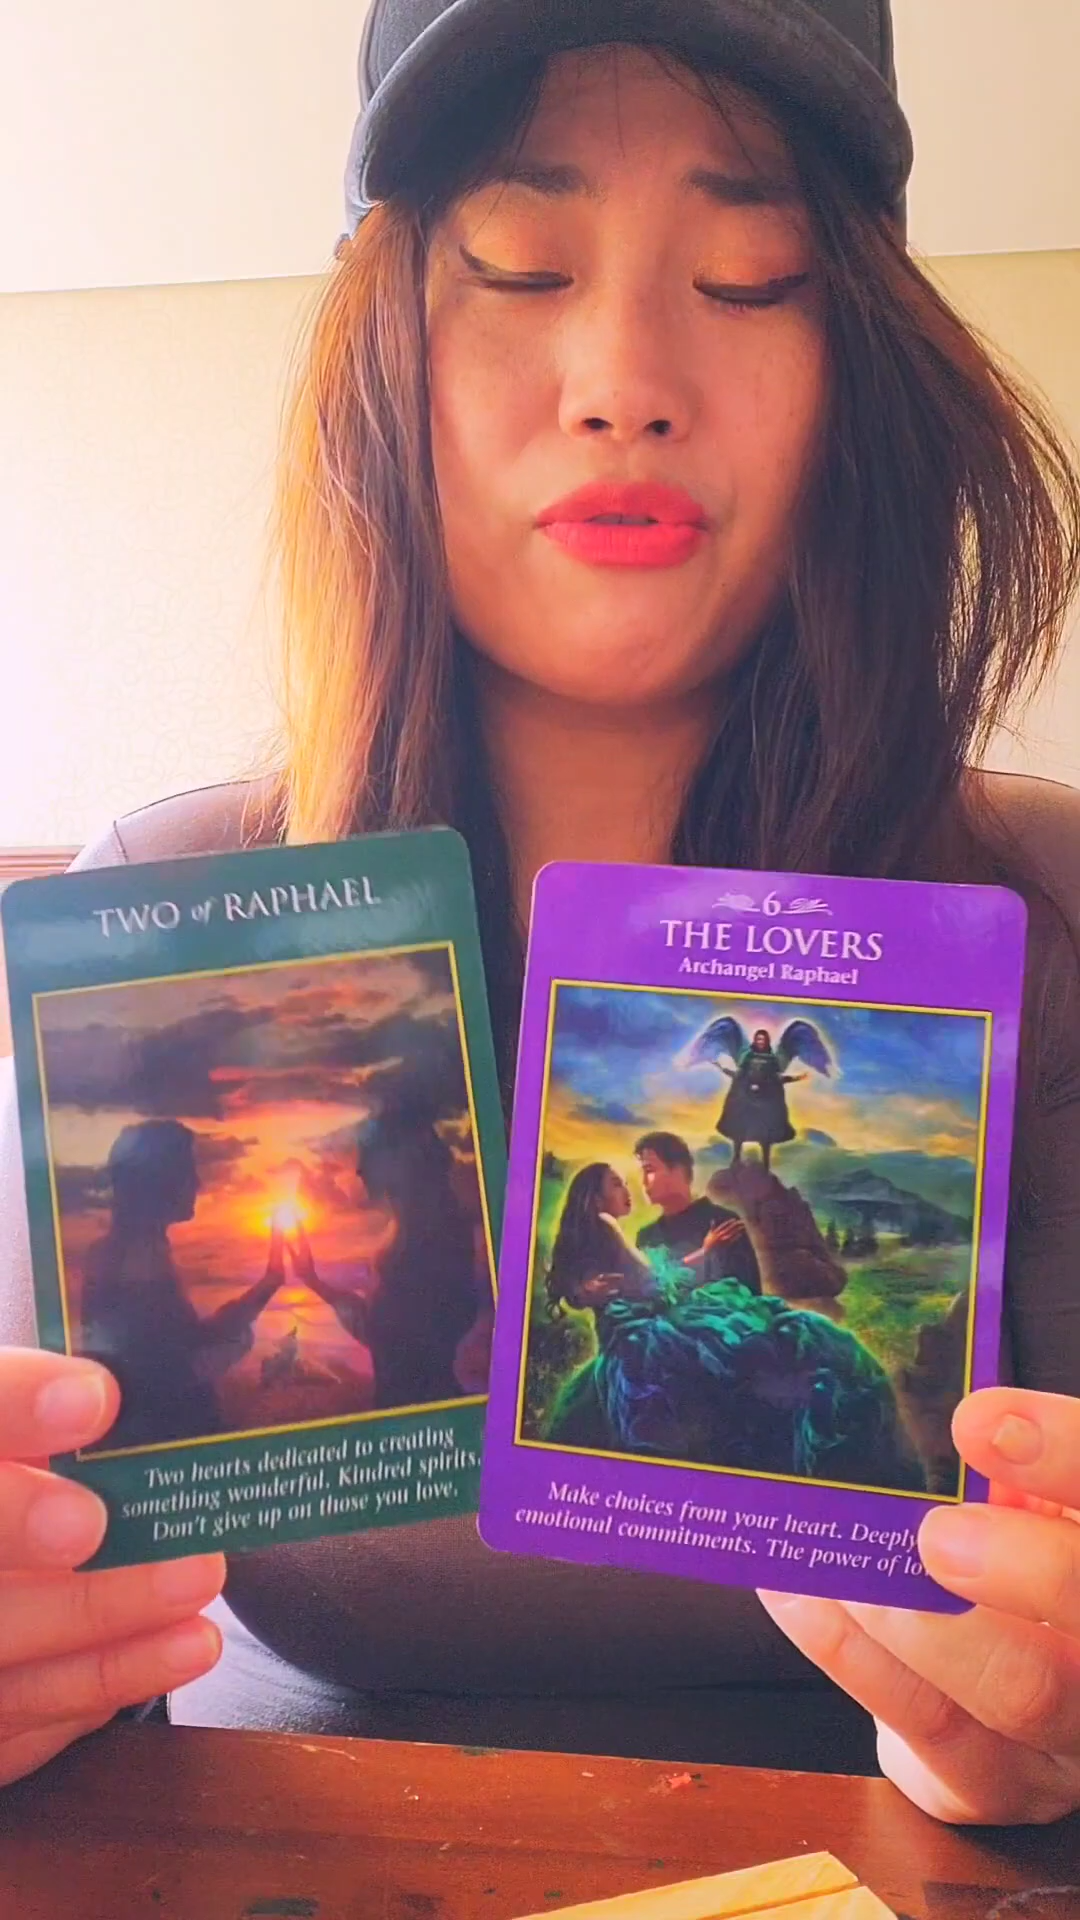 TWO of RAPHAEL
Two hearts dedicated to creating
something wonderful. Kindred spirits.
Don't give up on those you love.
6
THE LOVERS
Archangel Raphael
Make choices from your heart. Deeply
emotional commitments. The power of